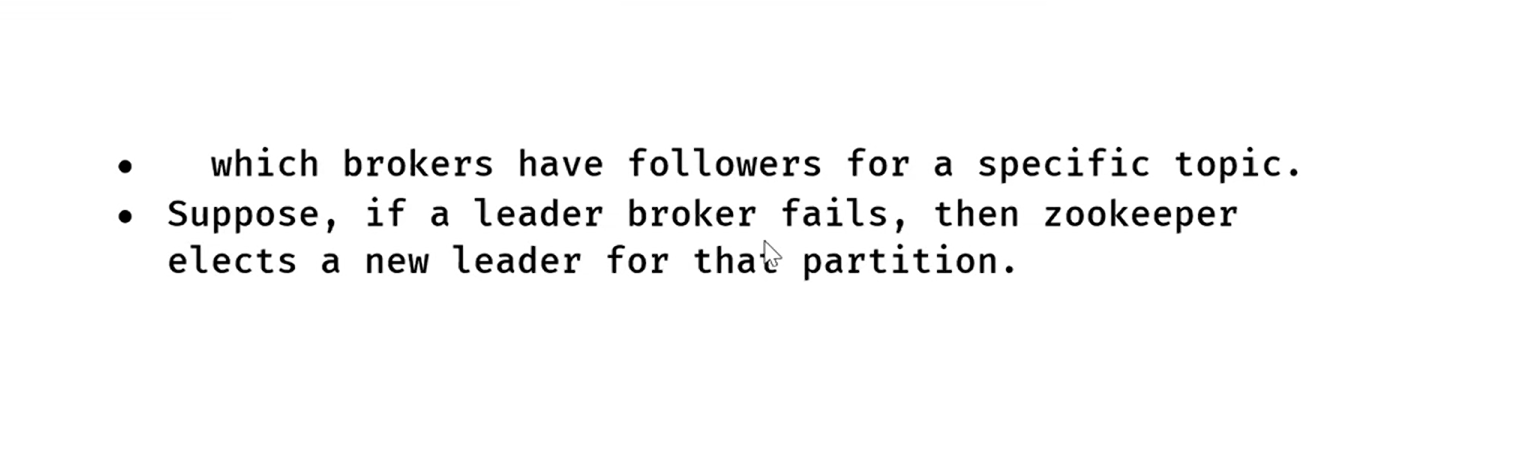 • which brokers have followers for a specific topic.
• Suppose, if a leader broker fails, then zookeeper
elects a new leader for that partition.